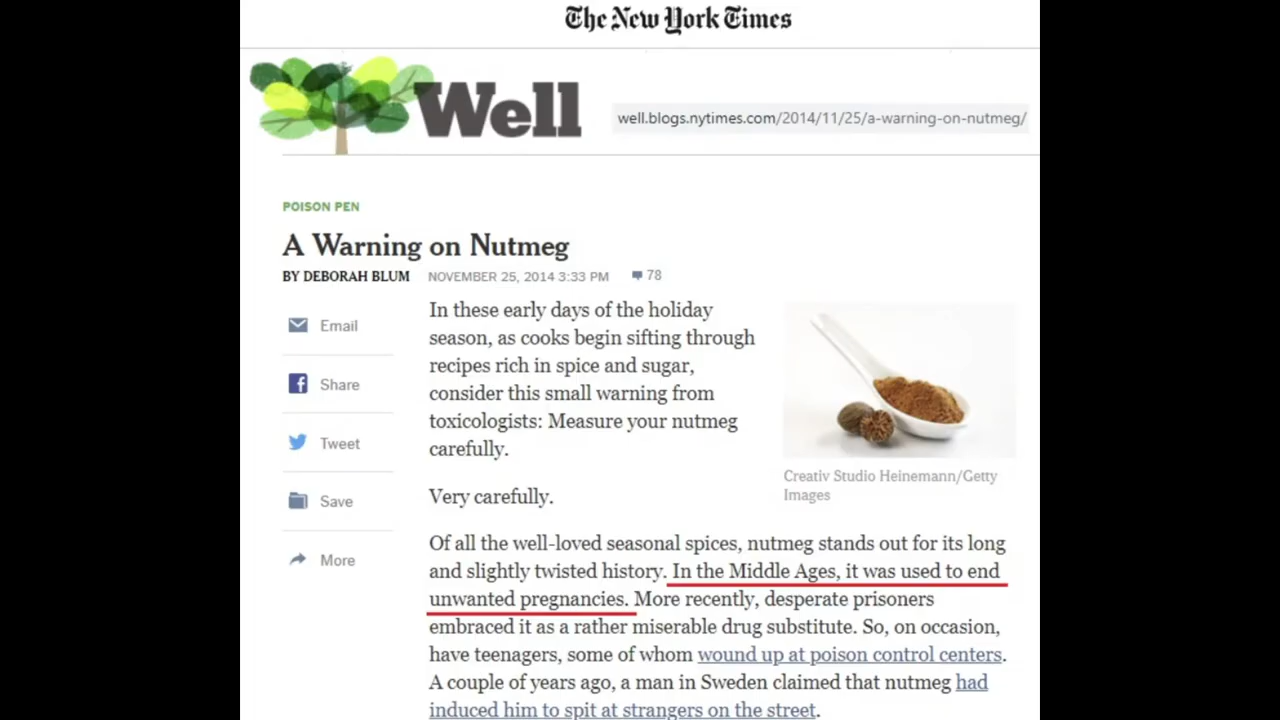 The New York Times
Well
well.blogs.nytimes.com/2014/11/25/a-warning-on-nutmeg/
POISON PEN
A Warning on Nutmeg
BY DEBORAH BLUM NOVEMBER 25, 2014 3:33 PM 78
Email
Share
Tweet
Save
More
In these early days of the holiday
season, as cooks begin sifting through
recipes rich in spice and sugar,
consider this small warning from
toxicologists: Measure your nutmeg
carefully.
Creativ Studio Heinemann/Getty
Images
Very carefully.
Of all the well-loved seasonal spices, nutmeg stands out for its long
and slightly twisted history. In the Middle Ages, it was used to end
unwanted pregnancies. More recently, desperate prisoners
embraced it as a rather miserable drug substitute. So, on occasion,
have teenagers, some of whom wound up at poison control centers.
A couple of years ago, a man in Sweden claimed that nutmeg had
induced him to spit at strangers on the street.